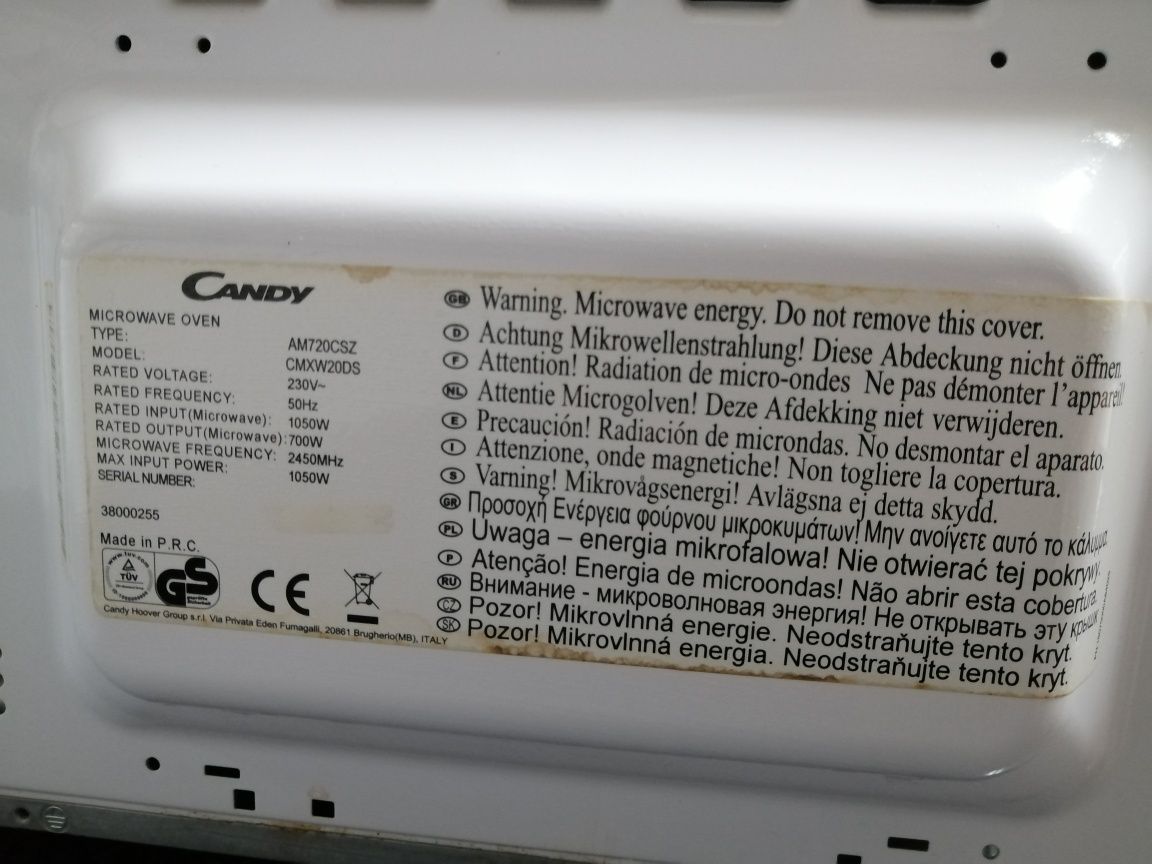 CANDY
MICROWAVE OVEN
TYPE: AM720CSZ
MODEL: CMXW20DS
RATED VOLTAGE: 230V~
RATED FREQUENCY: 50Hz
RATED INPUT(Microwave): 1050W
RATED OUTPUT(Microwave): 700W
MICROWAVE FREQUENCY: 2450MHz
MAX INPUT POWER: 1050W
SERIAL NUMBER:
38000255
Made in P.R.C.
www.tuv.com
TÜV
GS
geprüfte Sicherheit
CE
Candy Hoover Group s.r.l. Via Privata Eden Fumagalli, 20861 Brugherio(MB), ITALY
GB Warning. Microwave energy. Do not remove this cover.
D Achtung Mikrowellenstrahlung! Diese Abdeckung nicht öffnen
F Attention! Radiation de micro-ondes Ne pas démonter l'appareil!
NL Attentie Microgolven! Deze Afdekking niet verwijderen.
E Precaución! Radiación de microndas. No desmontar el aparato.
I Attenzione, onde magnetiche! Non togliere la copertura.
S Varning! Mikrovågsenergi! Avlägsna ej detta skydd.
GR Προσοχή Ενέργεια φούρνου μικροκυμάτων! Μην ανοίγετε αυτό το κάλυμμα.
PL Uwaga – energia mikrofalowa! Nie otwierać tej pokrywy.
P Atenção! Energia de microondas! Não abrir esta cobertura.
RU Внимание - микроволновая энергия! Не открывать эту крышк
CZ Pozor! Mikrovlnná energie. Neodstraňujte tento kryt.
SK Pozor! Mikrovlnná energia. Neodstraňujte tento kryt.